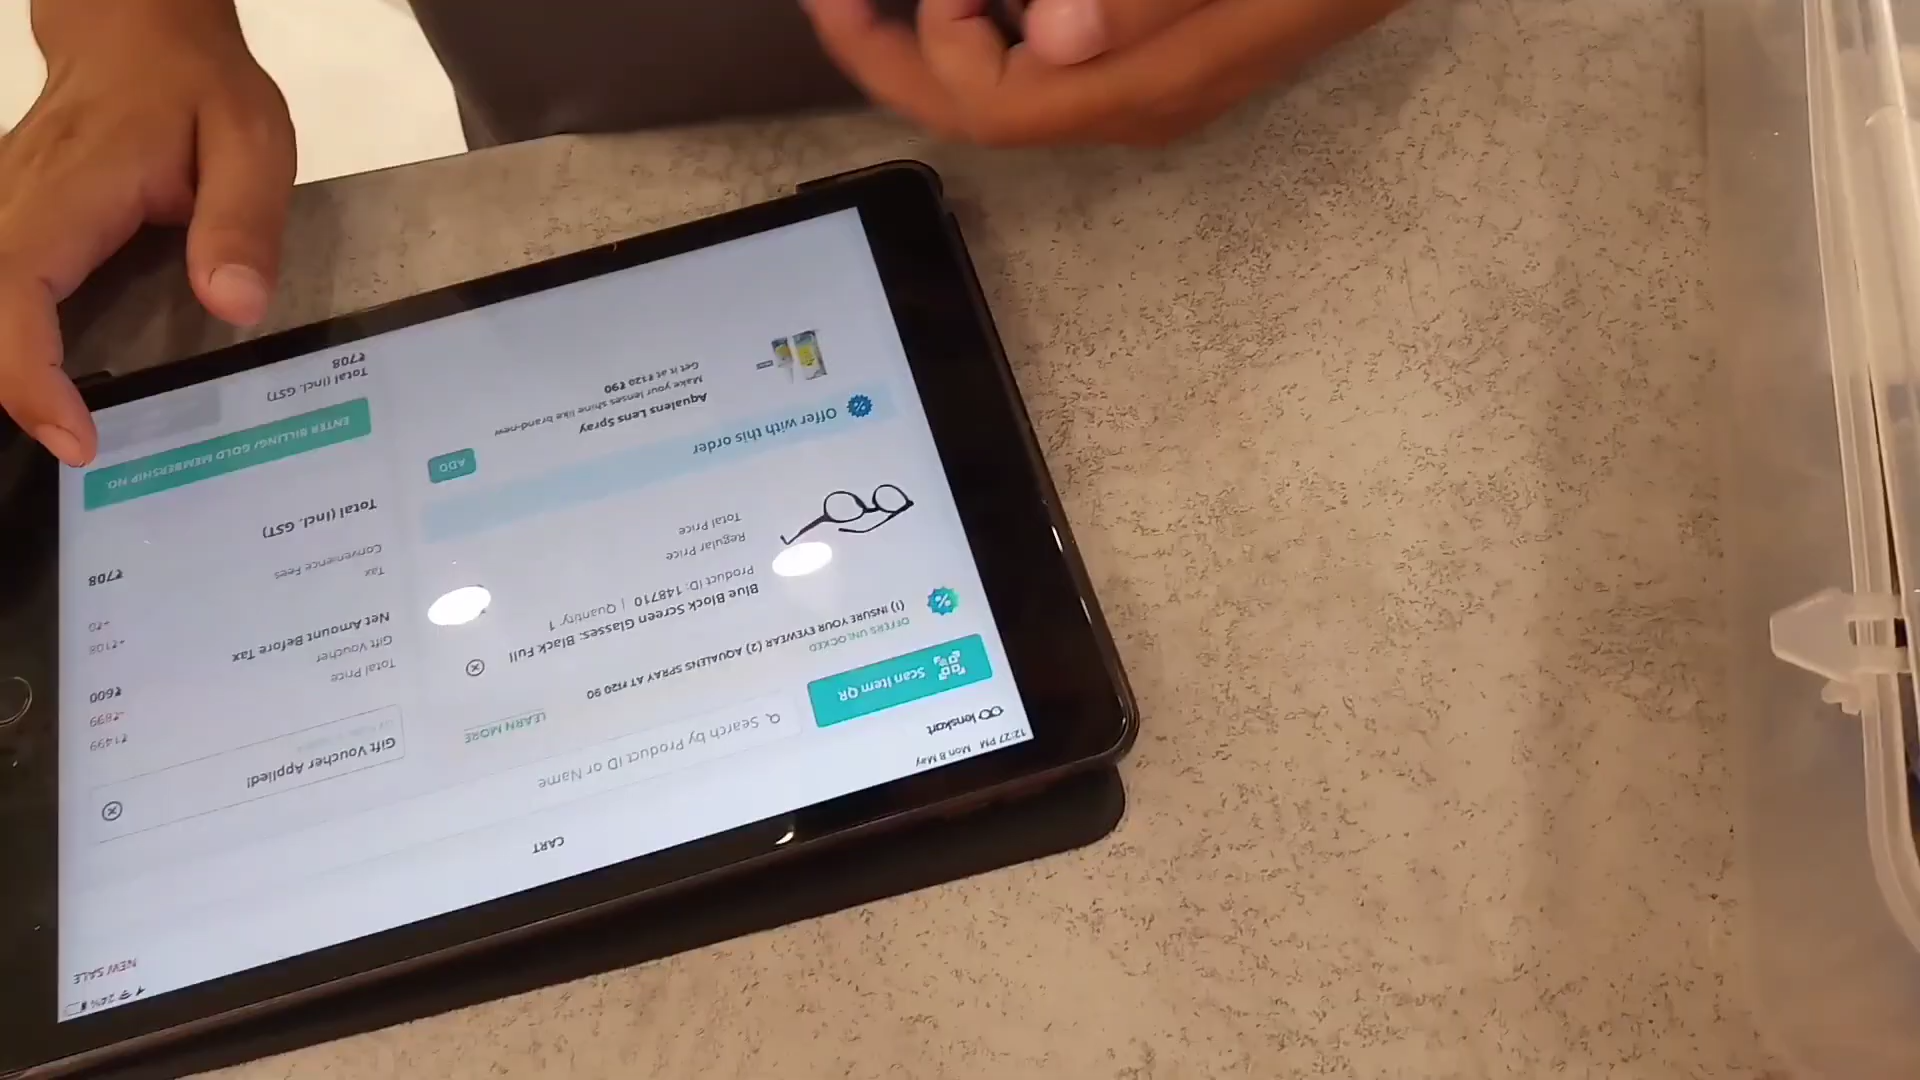 12:27 PM Mon 8 May
24%
lenskart
CART
NEW SALE
Scan Item QR
Search by Product ID or Name
OFFERS UNLOCKED
(1) INSURE YOUR EYEWEAR (2) AQUALENS SPRAY AT ₹120 90
LEARN MORE
Blue Block Screen Glasses: Black Full
Product ID: 148710 | Quantity 1
Regular Price
Total Price
Offer with this order
Aqualens Lens Spray
Make your lenses shine like brand-new
Get it at ₹120 ₹90
ADD
Gift Voucher Applied!
Total Price ₹1499
Gift Voucher -₹899
Net Amount Before Tax ₹600
Tax +₹108
Convenience Fees +₹0
Total (Incl. GST) ₹708
ENTER BILLING/ GOLD MEMBERSHIP NO.
Total (Incl. GST)
₹708